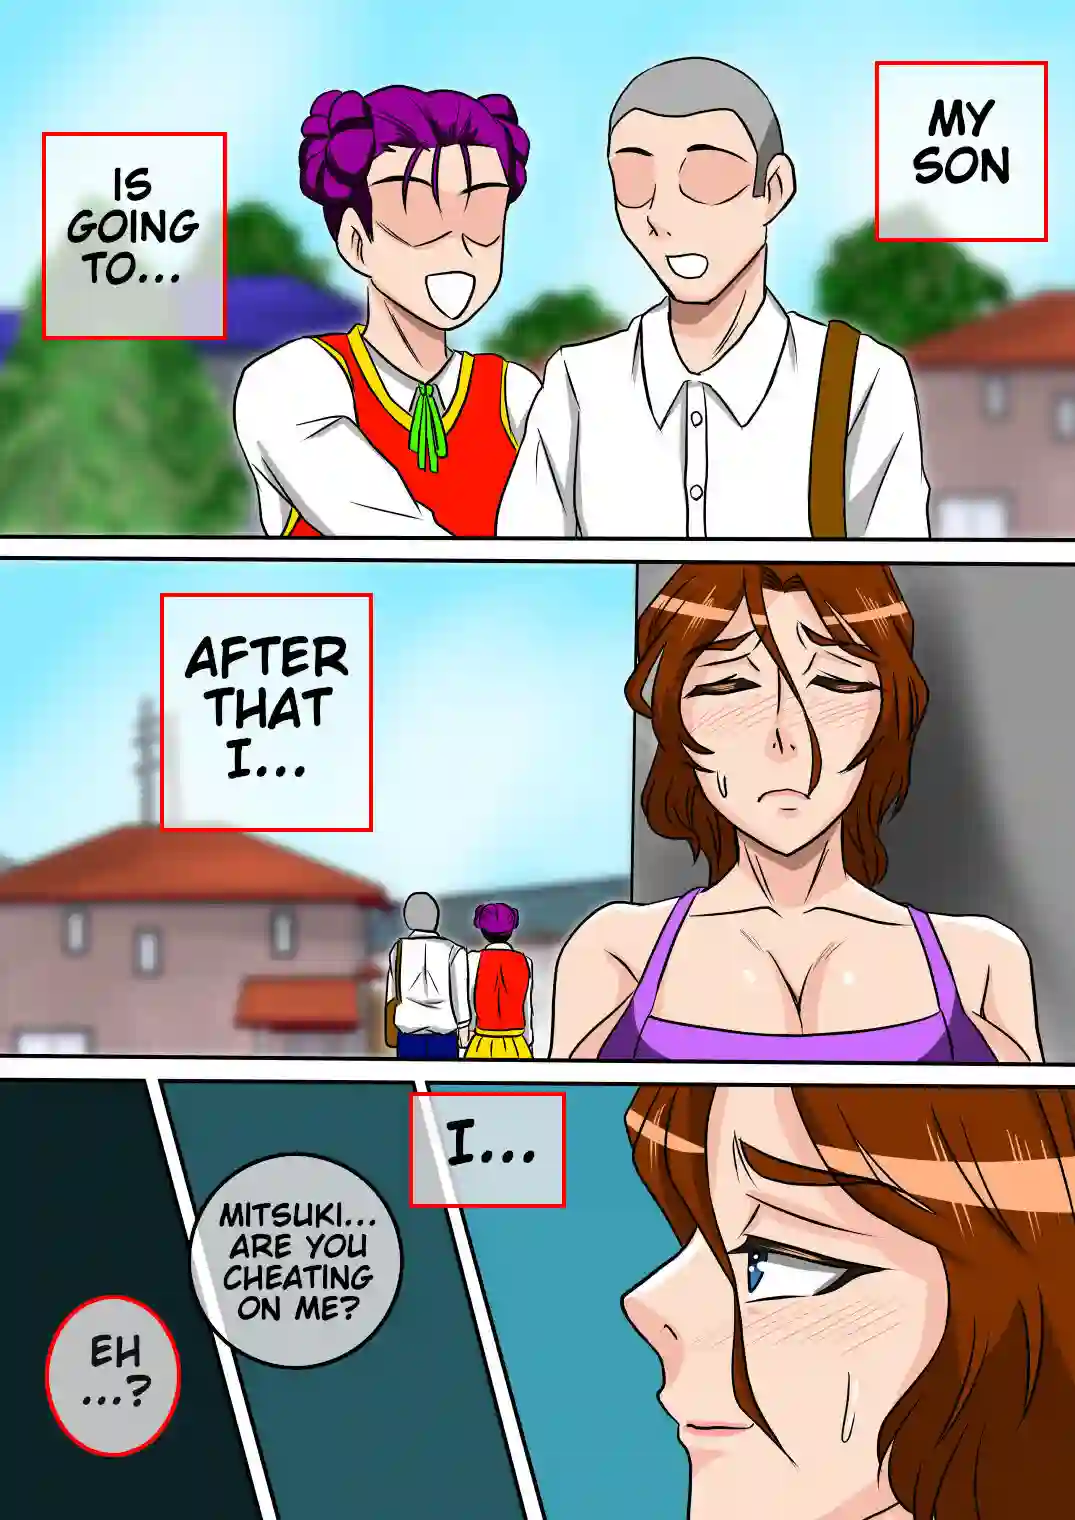 MY
SON
IS
GOING
TO...
AFTER
THAT
I...
I...
MITSUKI...
ARE YOU
CHEATING
ON ME?
EH
...?